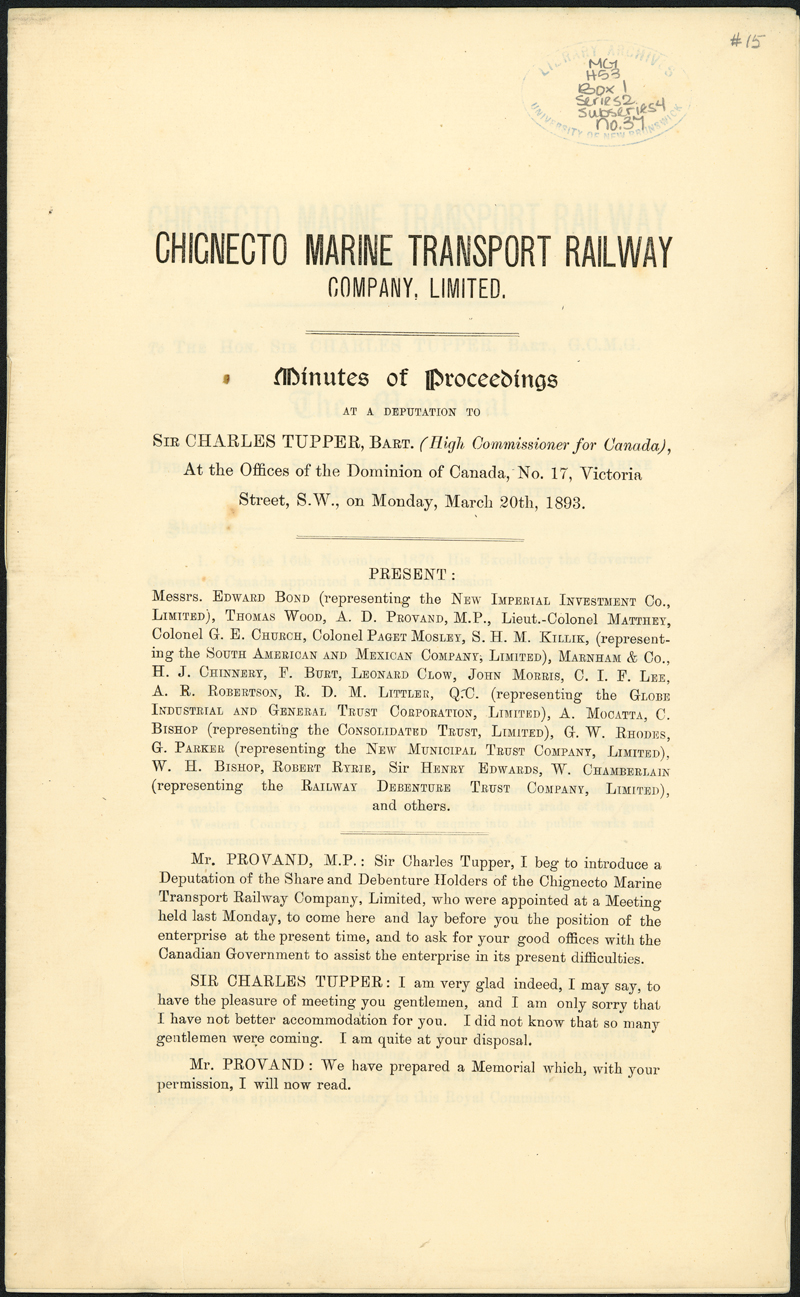 #15
LIBRARY ARCHIVES
MG
H53
Box 1
Series2
Subseries4
No.37
UNIVERSITY OF NEW BRUNSWICK
CHIGNECTO MARINE TRANSPORT RAILWAY
COMPANY, LIMITED.
Minutes of Proceedings
AT A DEPUTATION TO
SIR CHARLES TUPPER, BART. (High Commissioner for Canada),
At the Offices of the Dominion of Canada, No. 17, Victoria
Street, S.W., on Monday, March 20th, 1893.
PRESENT:
Messrs. EDWARD BOND (representing the NEW IMPERIAL INVESTMENT CO.,
LIMITED), THOMAS WOOD, A. D. PROVAND, M.P., Lieut.-Colonel MATTHEY,
Colonel G. E. CHURCH, Colonel PAGET MOSLEY, S. H. M. KILLIK, (represent-
ing the SOUTH AMERICAN AND MEXICAN COMPANY, LIMITED), MARNHAM & CO.,
H. J. CHINNERY, F. BURT, LEONARD CLOW, JOHN MORRIS, C. I. F. LEE,
A. R. ROBERTSON, R. D. M. LITTLER, Q.C. (representing the GLOBE
INDUSTRIAL AND GENERAL TRUST CORPORATION, LIMITED), A. MOCATTA, C.
BISHOP (representing the CONSOLIDATED TRUST, LIMITED), G. W. RHODES,
G. PARKER (representing the NEW MUNICIPAL TRUST COMPANY, LIMITED),
W. H. BISHOP, ROBERT RYRIE, Sir HENRY EDWARDS, W. CHAMBERLAIN
(representing the RAILWAY DEBENTURE TRUST COMPANY, LIMITED),
and others.
Mr. PROVAND, M.P.: Sir Charles Tupper, I beg to introduce a
Deputation of the Share and Debenture Holders of the Chignecto Marine
Transport Railway Company, Limited, who were appointed at a Meeting
held last Monday, to come here and lay before you the position of the
enterprise at the present time, and to ask for your good offices with the
Canadian Government to assist the enterprise in its present difficulties.
SIR CHARLES TUPPER: I am very glad indeed, I may say, to
have the pleasure of meeting you gentlemen, and I am only sorry that
I have not better accommodation for you. I did not know that so many
gentlemen were coming. I am quite at your disposal.
Mr. PROVAND: We have prepared a Memorial which, with your
permission, I will now read.